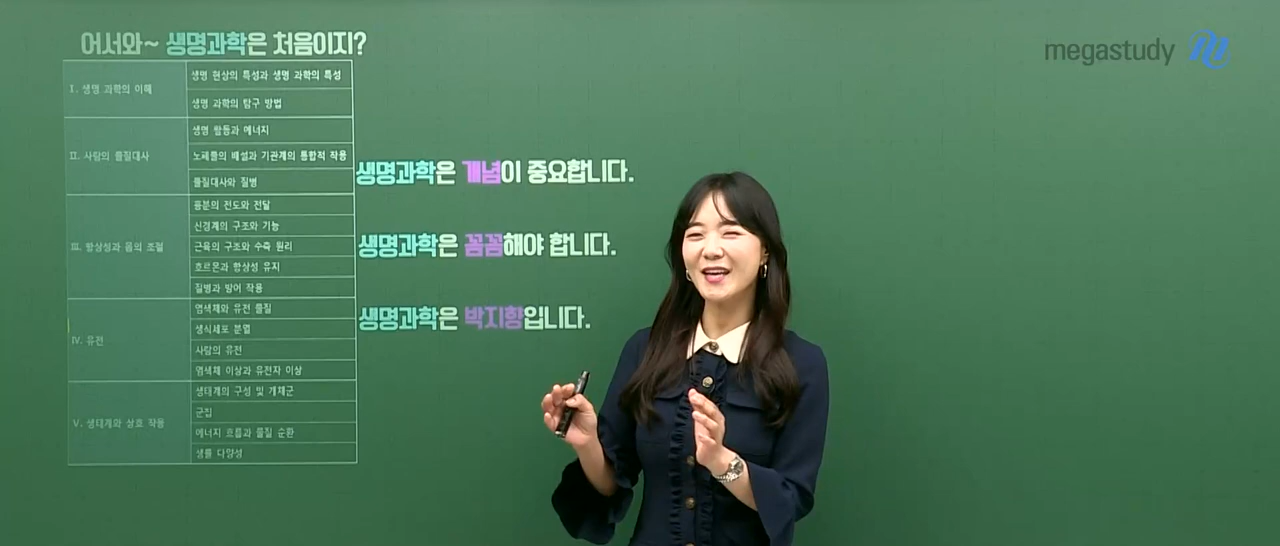 어서와~ 생명과학은 처음이지?
megastudy
Ⅰ. 생명 과학의 이해
생명 현상의 특성과 생명 과학의 특성
생명 과학의 탐구 방법
Ⅱ. 사람의 물질대사
생명 활동과 에너지
노폐물의 배설과 기관계의 통합적 작용
물질대사와 질병
Ⅲ. 항상성과 몸의 조절
흥분의 전도와 전달
신경계의 구조와 기능
근육의 구조와 수축 원리
호르몬과 항상성 유지
질병과 방어 작용
Ⅳ. 유전
염색체와 유전 물질
생식세포 분열
사람의 유전
염색체 이상과 유전자 이상
Ⅴ. 생태계와 상호 작용
생태계의 구성 및 개체군
군집
에너지 흐름과 물질 순환
생물 다양성
생명과학은 개념이 중요합니다.
생명과학은 꼼꼼해야 합니다.
생명과학은 박지향입니다.